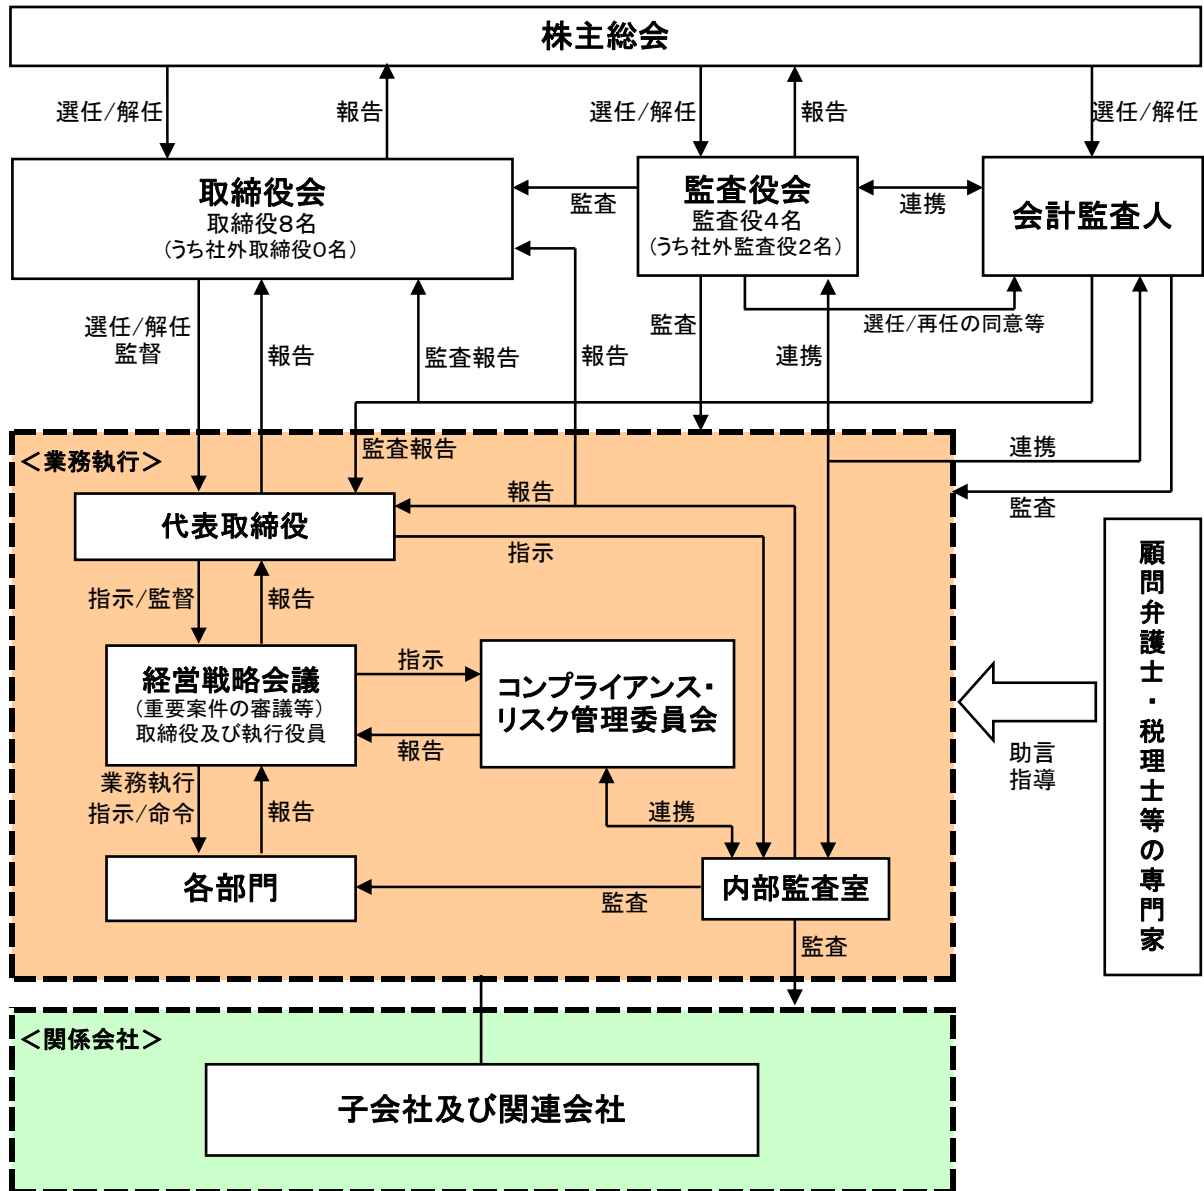 株主総会
選任/解任
報告
選任/解任
報告
選任/解任
取締役会
取締役8名
(うち社外取締役0名)
監査
監査役会
監査役4名
(うち社外監査役2名)
連携
会計監査人
選任/解任
監督
報告
監査報告
報告
監査
連携
選任/再任の同意等
<業務執行>
監査報告
連携
代表取締役
報告
監査
指示
指示/監督
報告
経営戦略会議
(重要案件の審議等)
取締役及び執行役員
指示
報告
コンプライアンス・
リスク管理委員会
助言
指導
顧問弁護士・税理士等の専門家
業務執行
指示/命令
報告
連携
各部門
監査
内部監査室
監査
<関係会社>
子会社及び関連会社